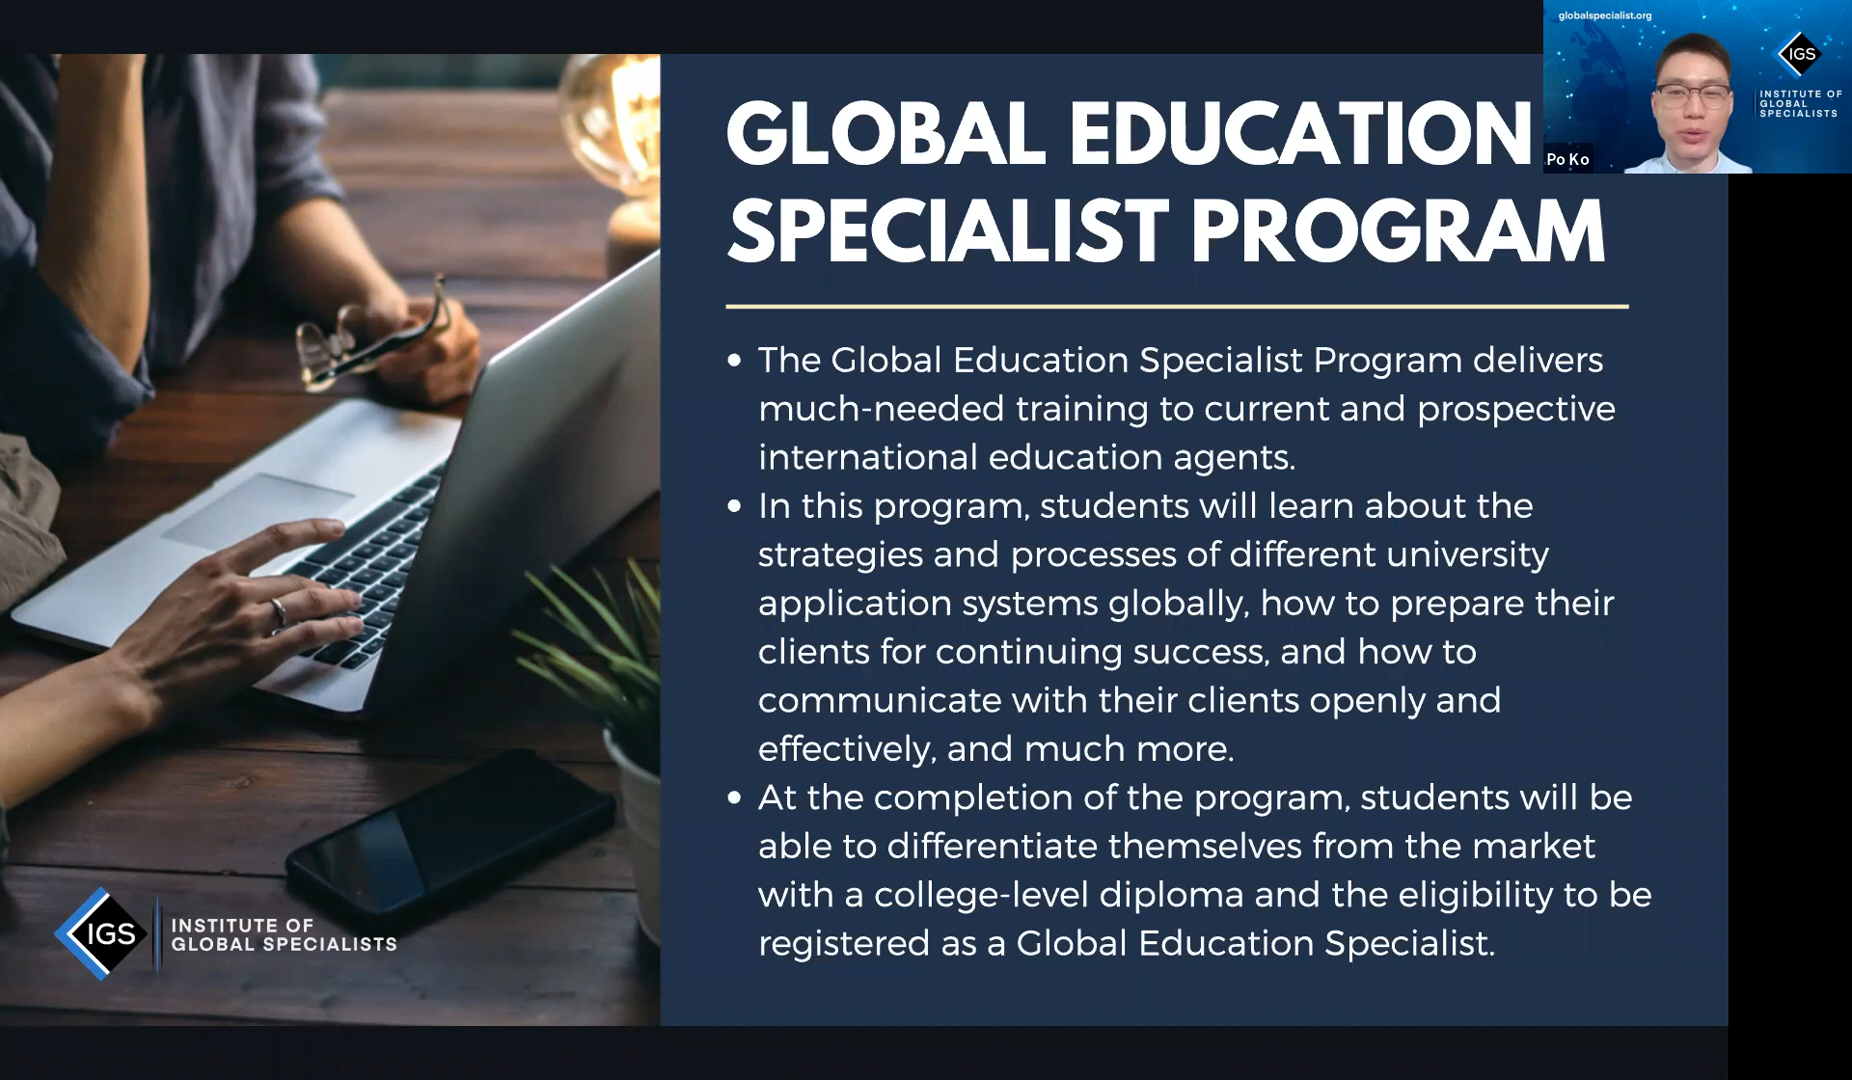 globalspecialist.org
IGS
INSTITUTE OF
GLOBAL
SPECIALISTS
Po Ko
GLOBAL EDUCATION
SPECIALIST PROGRAM
• The Global Education Specialist Program delivers
much-needed training to current and prospective
international education agents.
• In this program, students will learn about the
strategies and processes of different university
application systems globally, how to prepare their
clients for continuing success, and how to
communicate with their clients openly and
effectively, and much more.
• At the completion of the program, students will be
able to differentiate themselves from the market
with a college-level diploma and the eligibility to be
registered as a Global Education Specialist.
IGS
INSTITUTE OF
GLOBAL SPECIALISTS